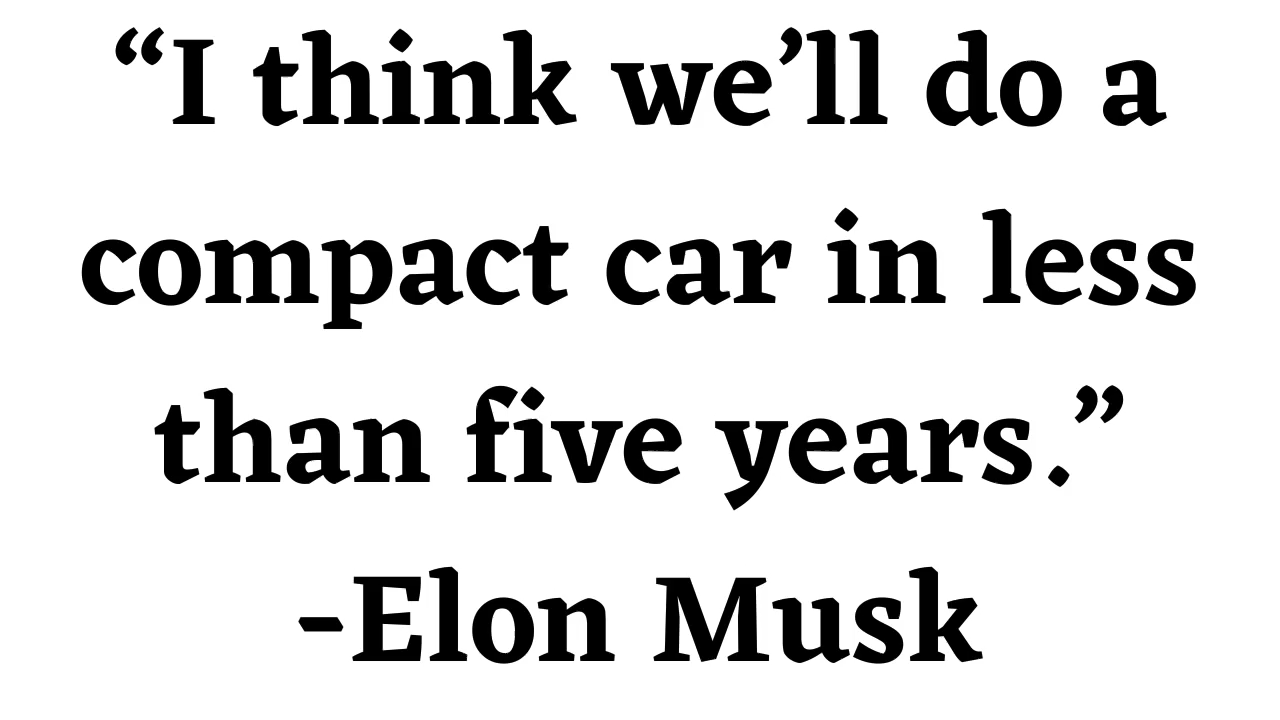 “I think we’ll do a
compact car in less
than five years.”
-Elon Musk